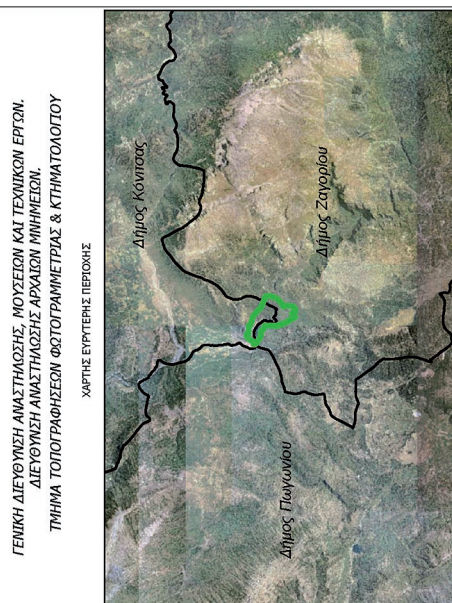 ΓΕΝΙΚΗ ΔΙΕΥΘΥΝΣΗ ΑΝΑΣΤΗΛΩΣΗΣ, ΜΟΥΣΕΙΩΝ ΚΑΙ ΤΕΧΝΙΚΩΝ ΕΡΓΩΝ.
ΔΙΕΥΘΥΝΣΗ ΑΝΑΣΤΗΛΩΣΗΣ ΑΡΧΑΙΩΝ ΜΝΗΜΕΙΩΝ.
ΤΜΗΜΑ ΤΟΠΟΓΡΑΦΗΣΕΩΝ ΦΩΤΟΓΡΑΜΜΕΤΡΙΑΣ & ΚΤΗΜΑΤΟΛΟΓΙΟΥ
ΧΑΡΤΗΣ ΕΥΡΥΤΕΡΗΣ ΠΕΡΙΟΧΗΣ
Δήμος Κόνιτσας
Δήμος Ζαγορίου
Δήμος Πωγωνίου